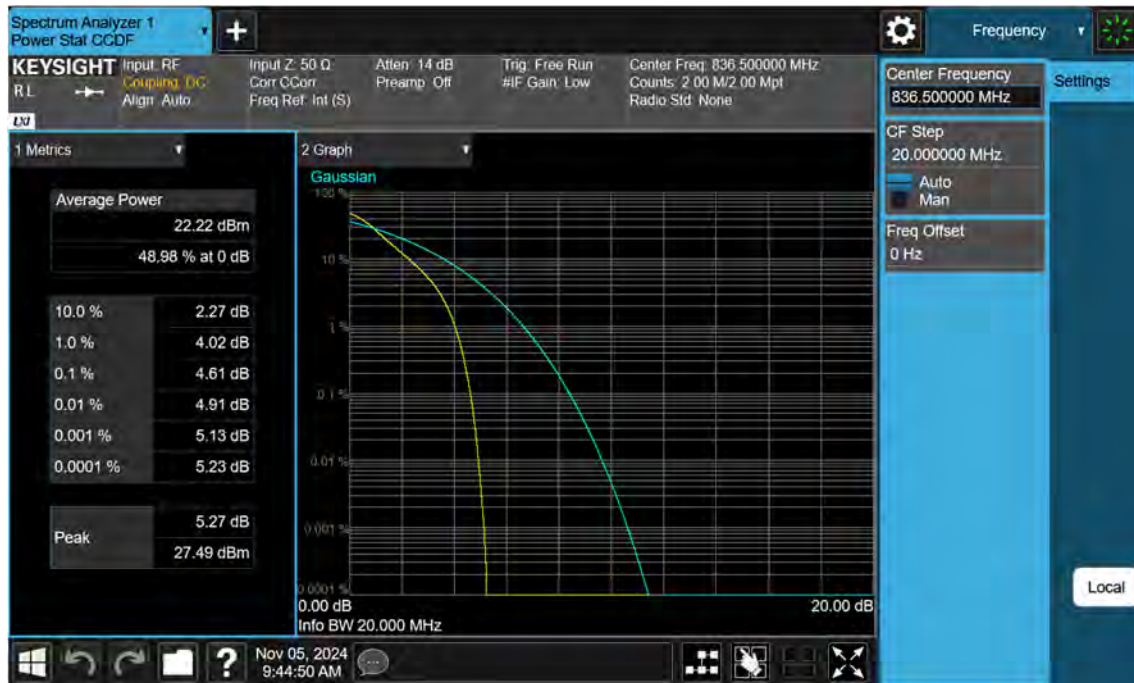 Spectrum Analyzer 1
Power Stat CCDF
Frequency
KEYSIGHT
RL
LXI
Input: RF
Coupling: DC
Align: Auto
Input Z: 50 Ω
Corr CCorr
Freq Ref: Int (S)
Atten: 14 dB
Preamp: Off
Trig: Free Run
#IF Gain: Low
Center Freq: 836.500000 MHz
Counts: 2.00 M/2.00 Mpt
Radio Std: None
Center Frequency
836.500000 MHz
Settings
CF Step
20.000000 MHz
Auto
Man
Freq Offset
0 Hz
1 Metrics
Average Power
22.22 dBm
48.98 % at 0 dB
10.0 % 2.27 dB
1.0 % 4.02 dB
0.1 % 4.61 dB
0.01 % 4.91 dB
0.001 % 5.13 dB
0.0001 % 5.23 dB
Peak
5.27 dB
27.49 dBm
2 Graph
Gaussian
100 %
10 %
1 %
0.1 %
0.01 %
0.001 %
0.0001 %
0.00 dB
20.00 dB
Info BW 20.000 MHz
Local
?
Nov 05, 2024
9:44:50 AM